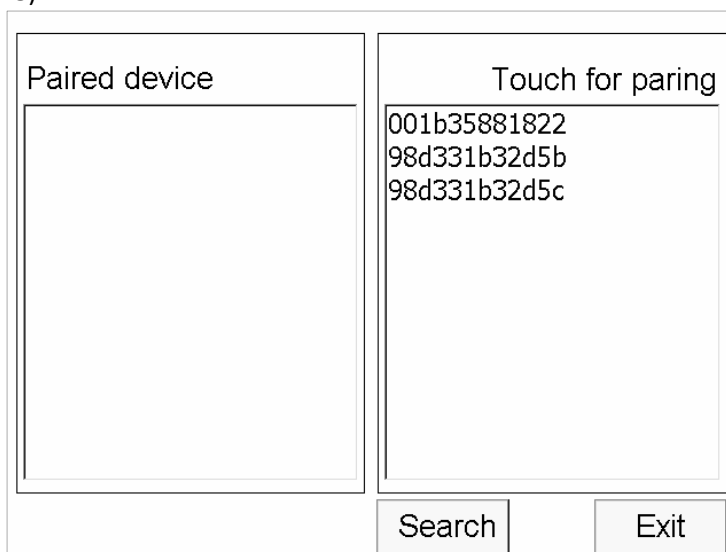 Paired device
Touch for paring
001b35881822
98d331b32d5b
98d331b32d5c
Search
Exit